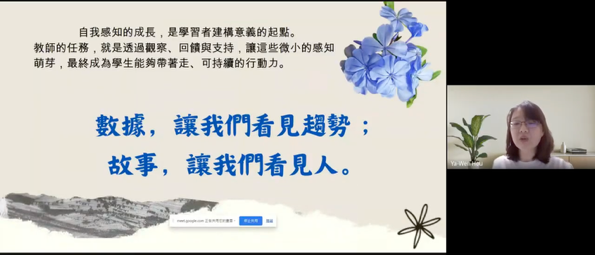 自我感知的成長，是學習者建構意義的起點。
教師的任務，就是透過觀察、回饋與支持，讓這些微小的感知
萌芽，最終成為學生能夠帶著走、可持續的行動力。
數據，讓我們看見趨勢；
故事，讓我們看見人。